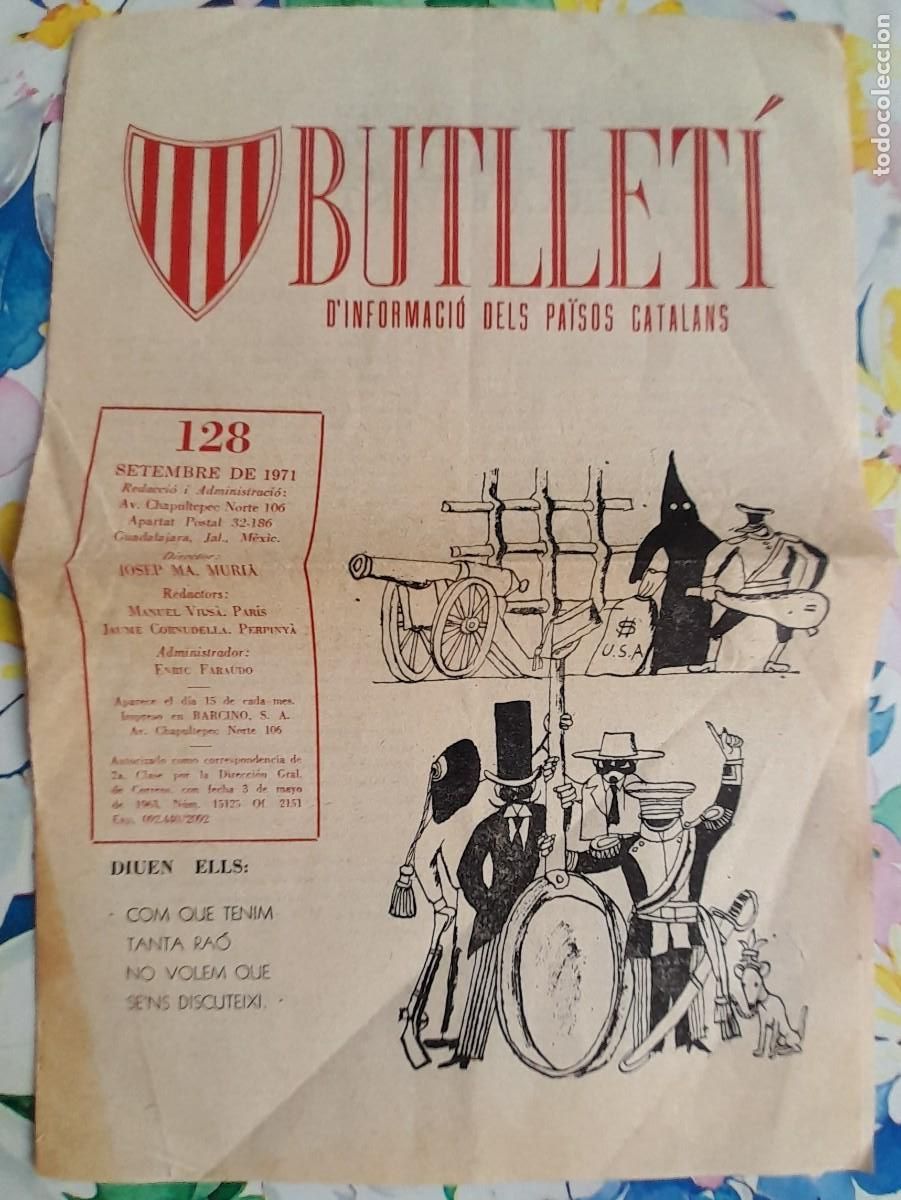 BUTLLETÍ
D'INFORMACIÓ DELS PAÏSOS CATALANS
128
SETEMBRE DE 1971
Redacció i Administració:
Av. Chapultepec Norte 106
Apartat Postal 32-186
Guadalajara, Jal., Mèxic.
Director:
JOSEP MA. MURIÀ
Redactors:
MANUEL VIUSÀ. PARÍS
JAUME CORNUDELLA. PERPINYÀ
Administrador:
ENRIC FARAUDO
Aparece el día 15 de cada mes.
Impreso en BARCINO, S. A.
Av. Chapultepec Norte 106
Autorizado como correspondencia de
2a. Clase por la Dirección Gral.
de Correos, con fecha 3 de mayo
de 1963. Núm. 15125 Of 2151
Exp. 092.440/2092
$
U.S.A
DIUEN ELLS:
COM QUE TENIM
TANTA RAÓ
NO VOLEM QUE
SE'NS DISCUTEIXI.
todocoleccion